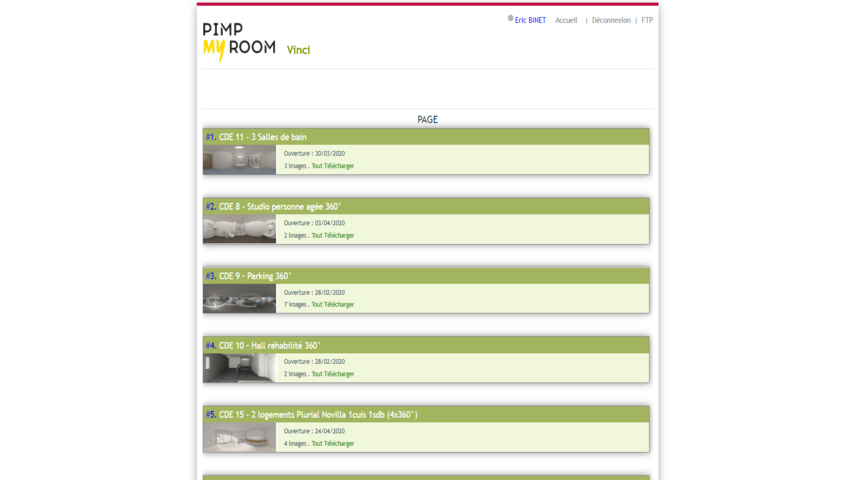 Eric BINET Accueil | Déconnexion | FTP
PIMP
MY ROOM Vinci
PAGE
#1. CDE 11 - 3 Salles de bain
Ouverture : 30/03/2020
3 images . Tout Télécharger
#2. CDE 8 - Studio personne agée 360°
Ouverture : 03/04/2020
2 images . Tout Télécharger
#3. CDE 9 - Parking 360°
Ouverture : 28/02/2020
7 images . Tout Télécharger
#4. CDE 10 - Hall réhabilité 360°
Ouverture : 28/02/2020
2 images . Tout Télécharger
#5. CDE 15 - 2 logements Plurial Novilla 1cuis 1sdb (4x360°)
Ouverture : 24/04/2020
4 images . Tout Télécharger